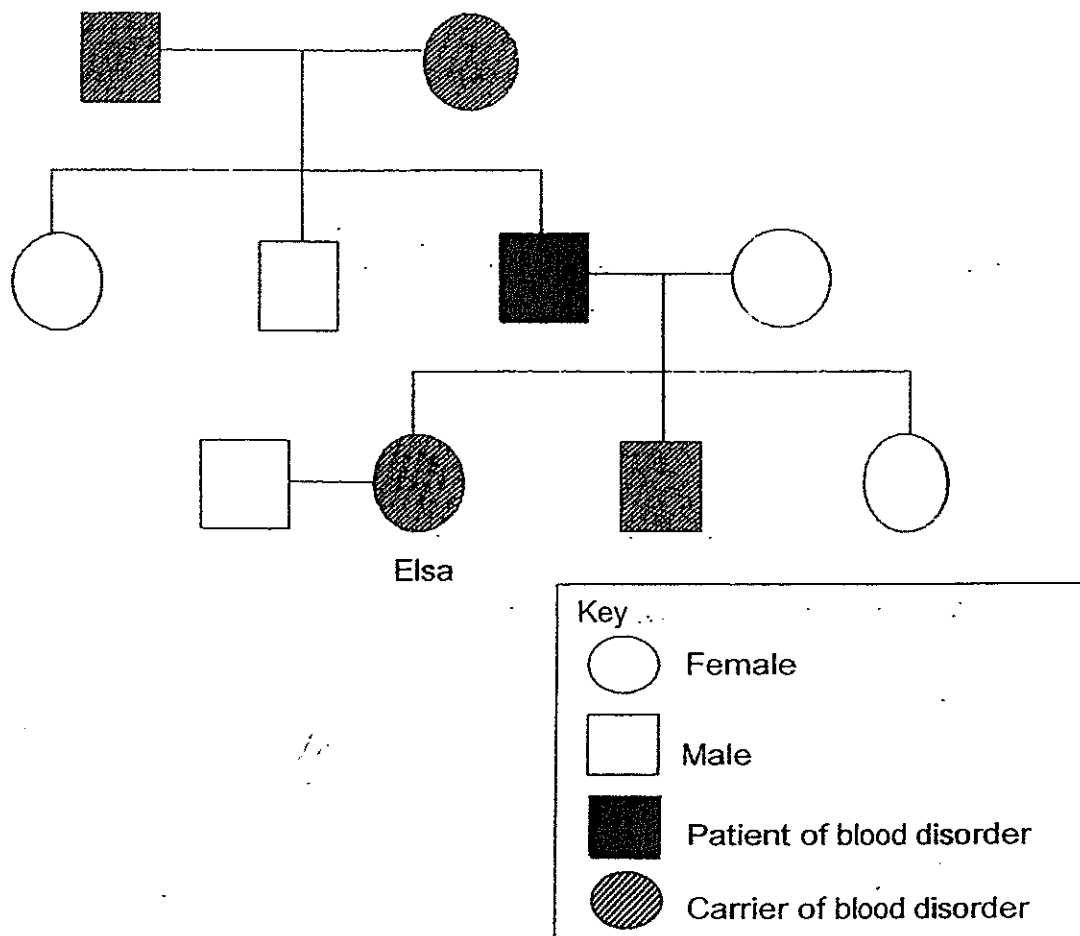 Elsa
Key
Female
Male
Patient of blood disorder
Carrier of blood disorder